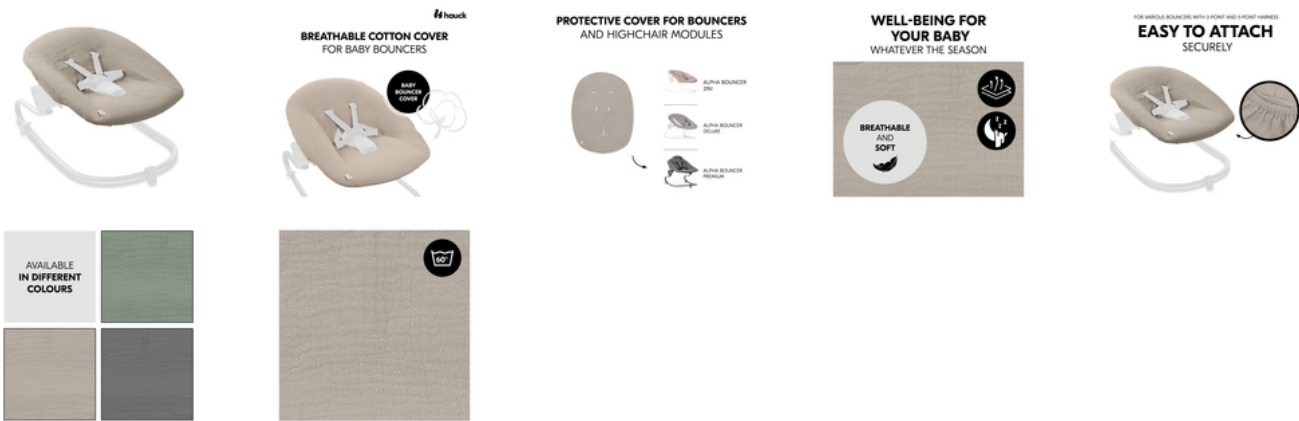 hauck
BREATHABLE COTTON COVER
FOR BABY BOUNCERS
BABY
BOUNCER
COVER
PROTECTIVE COVER FOR BOUNCERS
AND HIGHCHAIR MODULES
ALPHA BOUNCER
2IN1
ALPHA BOUNCER
DELUXE
ALPHA BOUNCER
PREMIUM
WELL-BEING FOR
YOUR BABY
WHATEVER THE SEASON
BREATHABLE
AND
SOFT
Z
Z
Z
FOR VARIOUS BOUNCERS WITH 3-POINT AND 5-POINT HARNESS
EASY TO ATTACH
SECURELY
AVAILABLE
IN DIFFERENT
COLOURS
60°